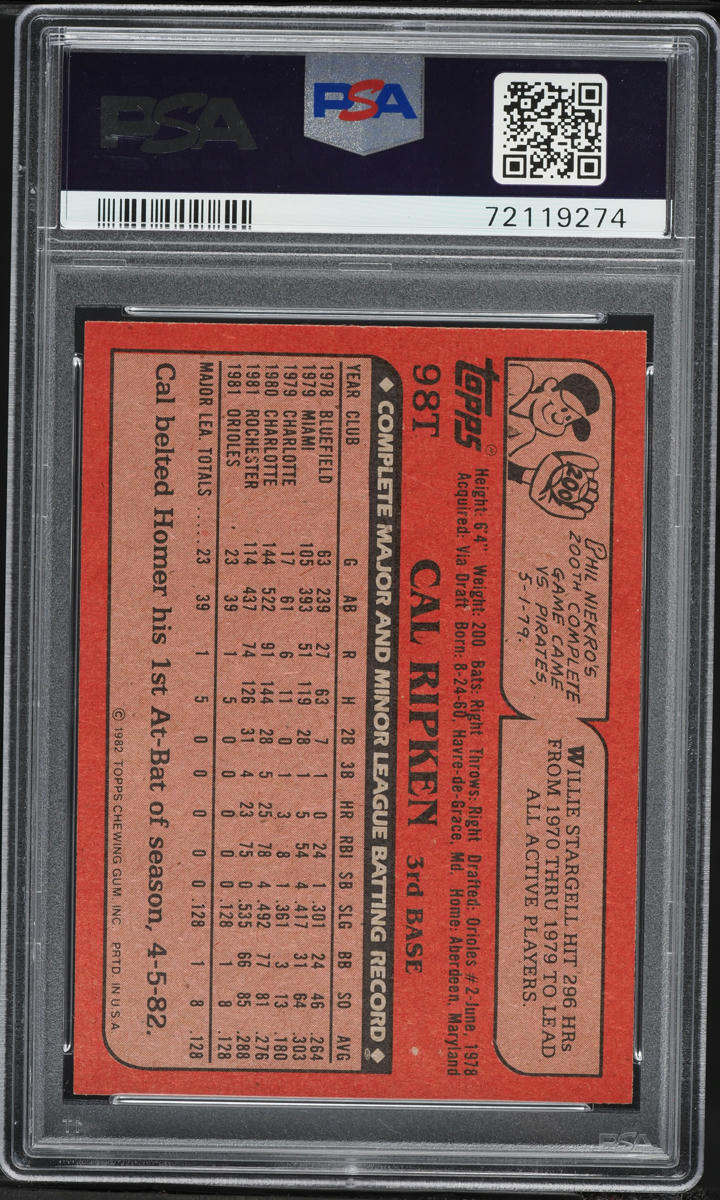 PSA
PSA
72119274
200
PHIL NIEKRO'S
200TH COMPLETE
GAME CAME
VS. PIRATES,
5-1-79.
WILLIE STARGELL HIT 296 HRs
FROM 1970 THRU 1979 TO LEAD
ALL ACTIVE PLAYERS.
TOPPS®
98T
Height: 6'4" Weight: 200 Bats: Right Throws: Right Drafted: Orioles #2-June, 1978
Acquired: Via Draft Born: 8-24-60, Havre-de-Grace, Md. Home: Aberdeen, Maryland
CAL RIPKEN 3rd BASE
◆ COMPLETE MAJOR AND MINOR LEAGUE BATTING RECORD ◆
YEAR CLUB G AB R H 2B 3B HR RBI SB SLG BB SO AVG
1978 BLUEFIELD 63 239 27 63 7 1 0 24 1 .301 24 46 .264
1979 MIAMI 105 393 51 119 28 1 5 54 4 .417 31 64 .303
1979 CHARLOTTE 17 61 6 11 0 1 3 8 1 .361 3 13 .180
1980 CHARLOTTE 144 522 91 144 28 5 25 78 4 .492 77 81 .276
1981 ROCHESTER 114 437 74 126 31 4 23 75 0 .535 66 85 .288
1981 ORIOLES 23 39 1 5 0 0 0 0 0 .128 1 8 .128
MAJOR LEA. TOTALS .... 23 39 1 5 0 0 0 0 0 .128 1 8 .128
Cal belted Homer his 1st At-Bat of season, 4-5-82.
© 1982 TOPPS CHEWING GUM, INC. PRTD. IN U.S.A.
PSA